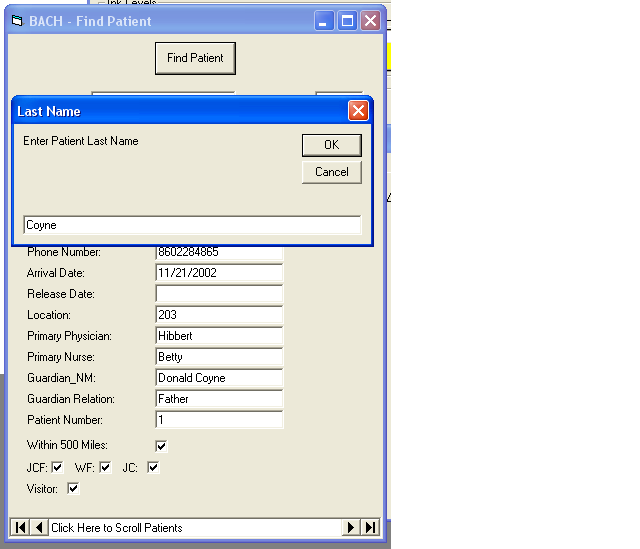 Ink Levels
BACH - Find Patient
Find Patient
Last Name
Enter Patient Last Name
OK
Cancel
Coyne
Phone Number: 8602284865
Arrival Date: 11/21/2002
Release Date:
Location: 203
Primary Physician: Hibbert
Primary Nurse: Betty
Guardian_NM: Donald Coyne
Guardian Relation: Father
Patient Number: 1
Within 500 Miles:
JCF: WF: JC:
Visitor:
Click Here to Scroll Patients